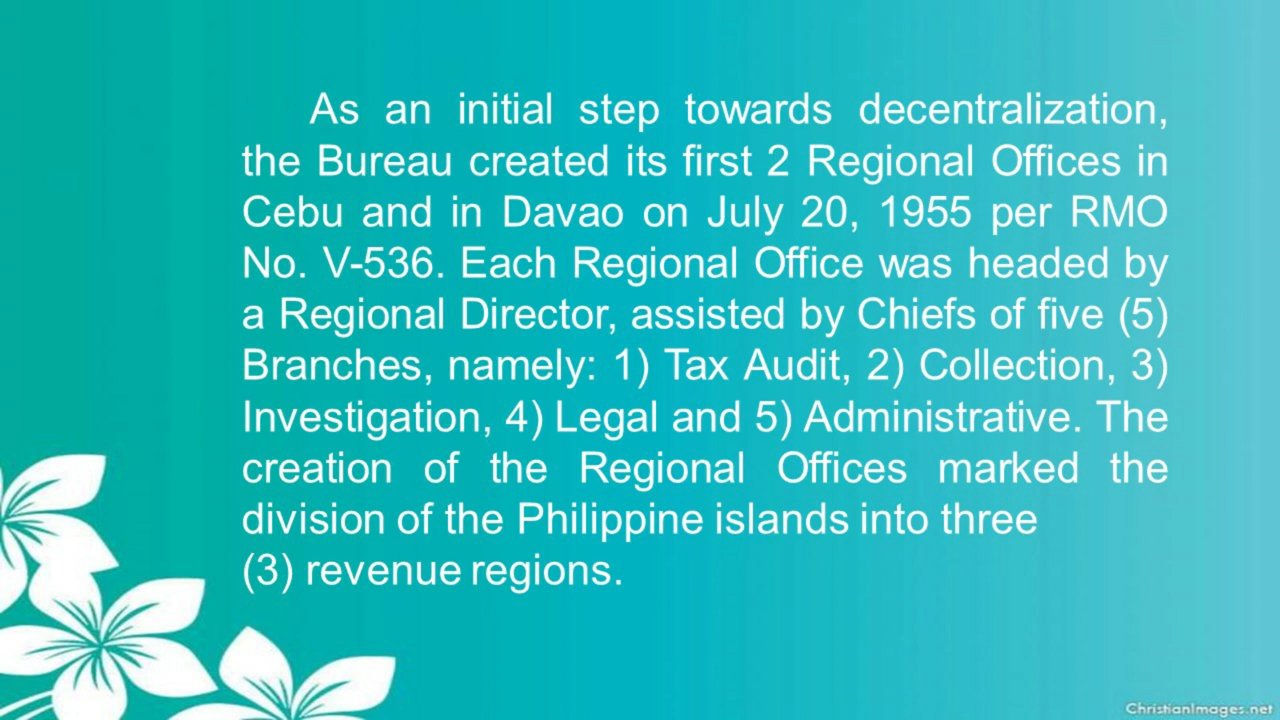 As an initial step towards decentralization,
the Bureau created its first 2 Regional Offices in
Cebu and in Davao on July 20, 1955 per RMO
No. V-536. Each Regional Office was headed by
a Regional Director, assisted by Chiefs of five (5)
Branches, namely: 1) Tax Audit, 2) Collection, 3)
Investigation, 4) Legal and 5) Administrative. The
creation of the Regional Offices marked the
division of the Philippine islands into three
(3) revenue regions.
ChristianImages.net